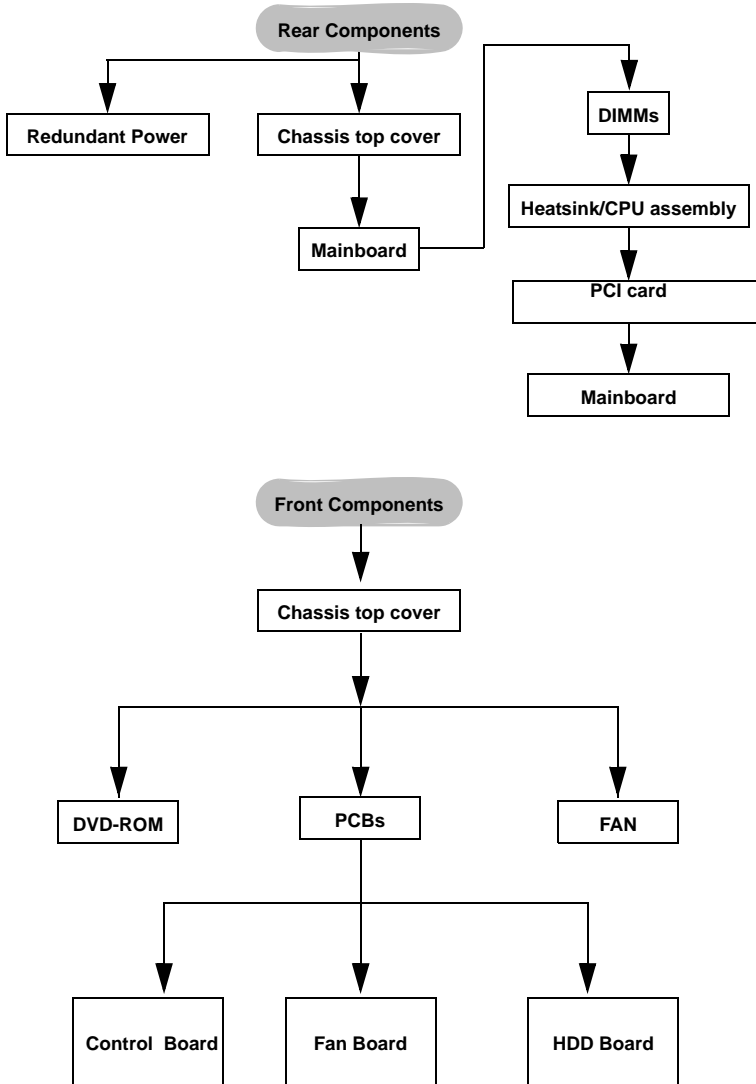 Rear Components
Redundant Power
Chassis top cover
Mainboard
DIMMs
Heatsink/CPU assembly
PCI card
Mainboard
Front Components
Chassis top cover
DVD-ROM
PCBs
FAN
Control Board
Fan Board
HDD Board